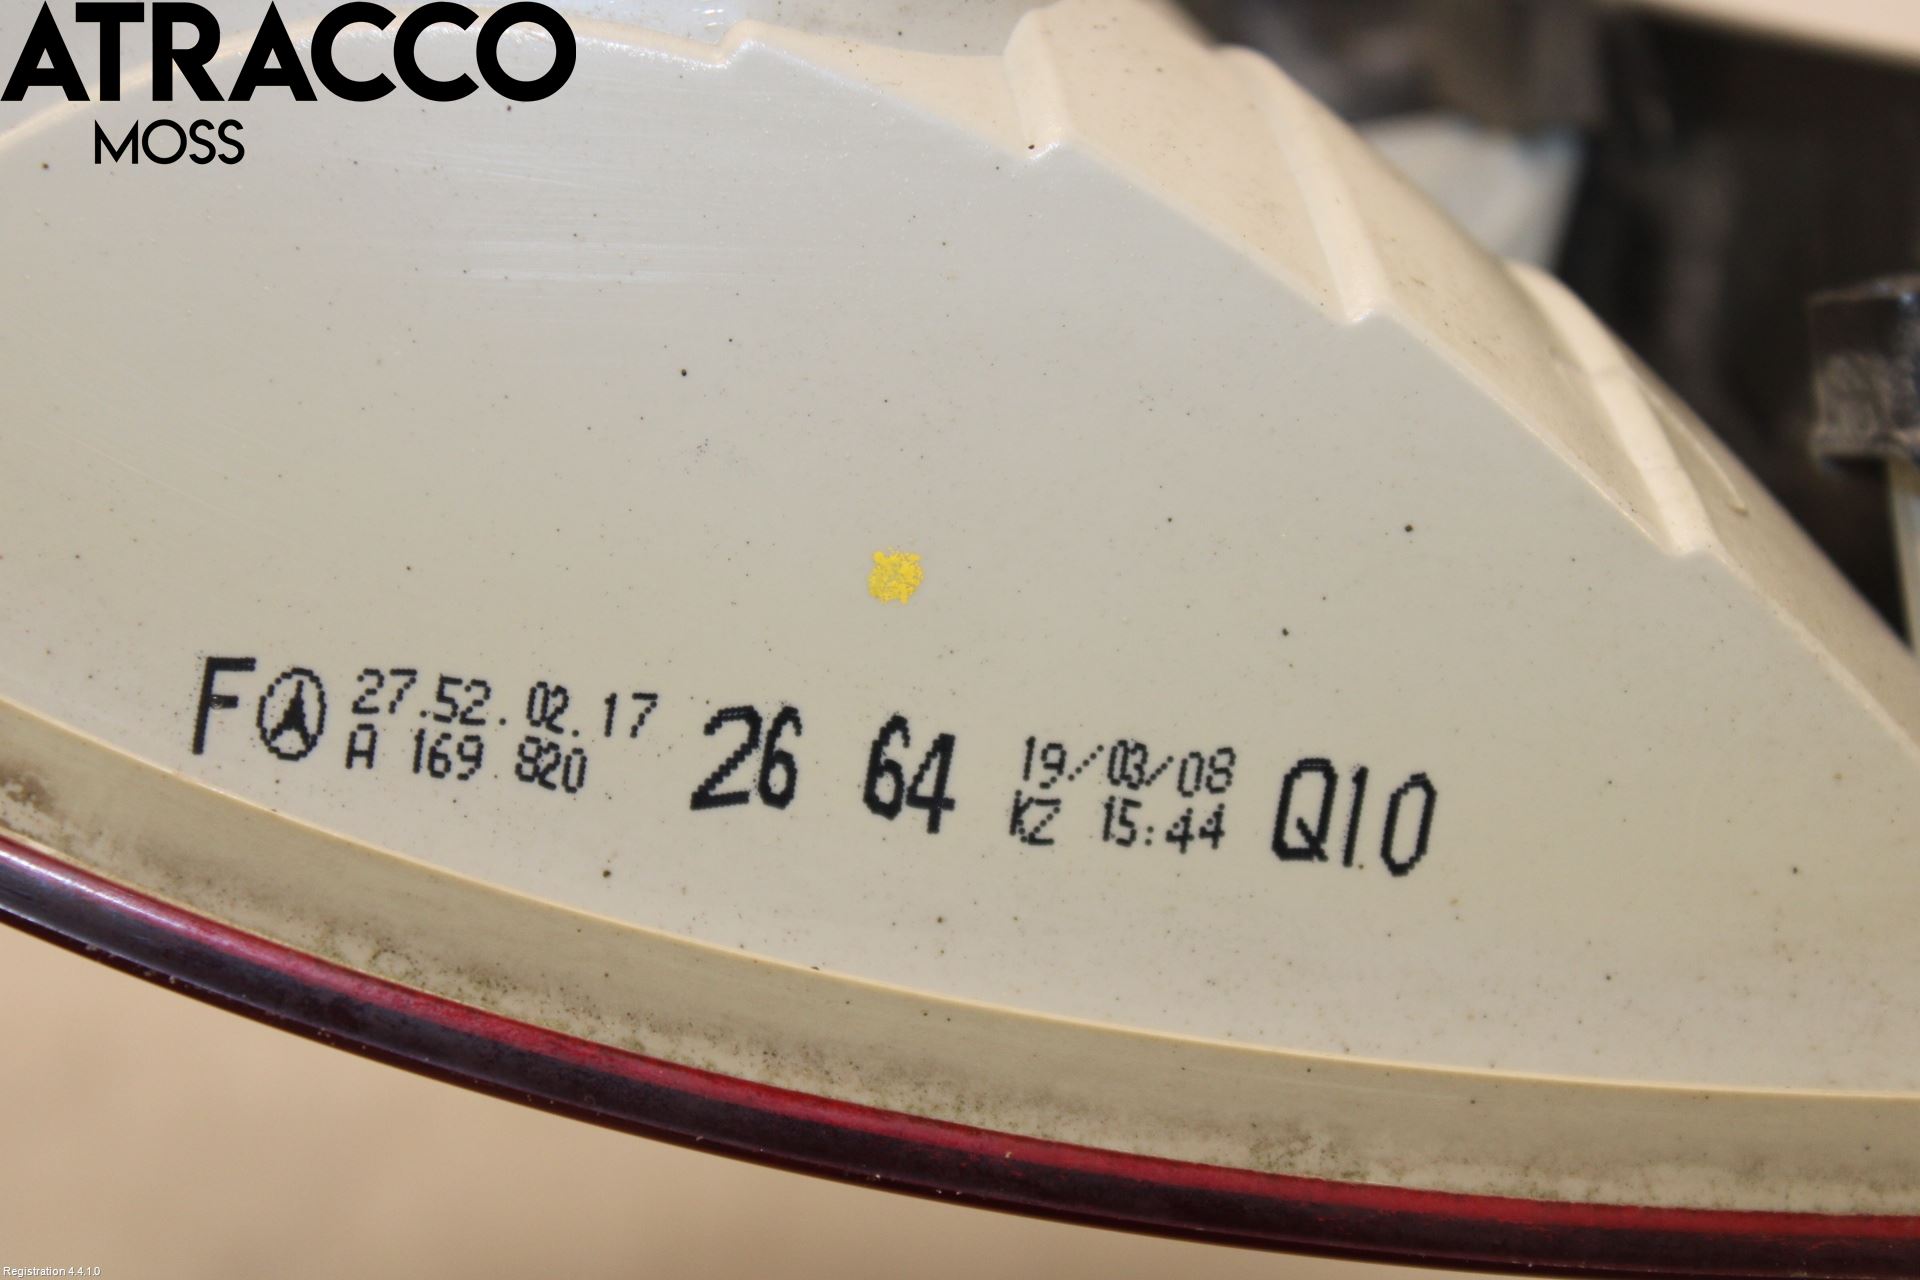 ATRACCO
MOSS
F 27.52.02.17 26 64 19/03/08 Q10
A 169 820 KZ 15:44
Registration 4.4.1.0